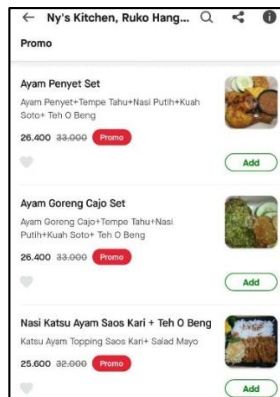 Ny's Kitchen, Ruko Hang...
Promo
Ayam Penyet Set
Ayam Penyet+Tempe Tahu+Nasi Putih+Kuah
Soto+ Teh O Beng
26.400 33.000 Promo
Add
Ayam Goreng Cajo Set
Ayam Goreng Cajo+Tempe Tahu+Nasi
Putih+Kuah Soto+ Teh O Beng
26.400 33.000 Promo
Add
Nasi Katsu Ayam Saos Kari + Teh O Beng
Katsu Ayam Topping Saos Kari+ Salad Mayo
25.600 32.000 Promo
Add